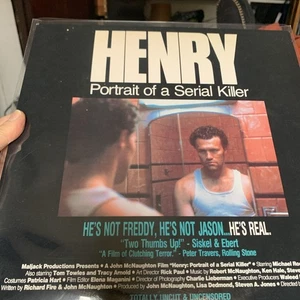 HENRY
Portrait of a Serial Killer
HE'S NOT FREDDY, HE'S NOT JASON...HE'S REAL.
"Two Thumbs Up!" - Siskel & Ebert
"A Film of Clutching Terror." - Peter Travers, Rolling Stone
Maljack Productions Presents • A John McNaughton Film "Henry: Portrait of a Serial Killer" • Starring Michael Roo
Also starring Tom Towles and Tracy Arnold • Art Director Rick Paul • Music by Robert McNaughton, Ken Hale, Steve
Costumes Patricia Hart • Film Editor Elena Maganini • Director of Photography Charlie Lieberman • Executive Producers Waleed
Written by Richard Fire & John McNaughton • Produced by John McNaughton, Lisa Dedmond, Steven A. Jones • Directed
TOTALLY UNCUT & UNCENSORED